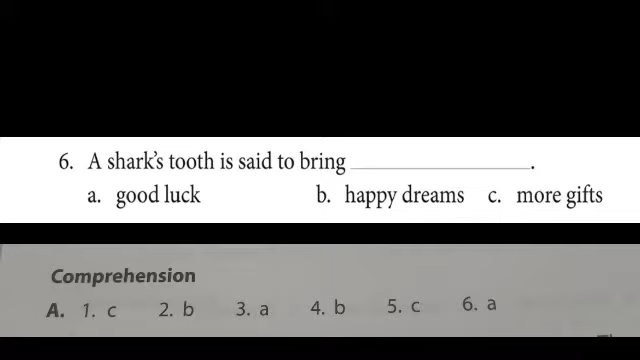 6. A shark's tooth is said to bring ____________________.
a. good luck b. happy dreams c. more gifts
Comprehension
A. 1. c 2. b 3. a 4. b 5. c 6. a